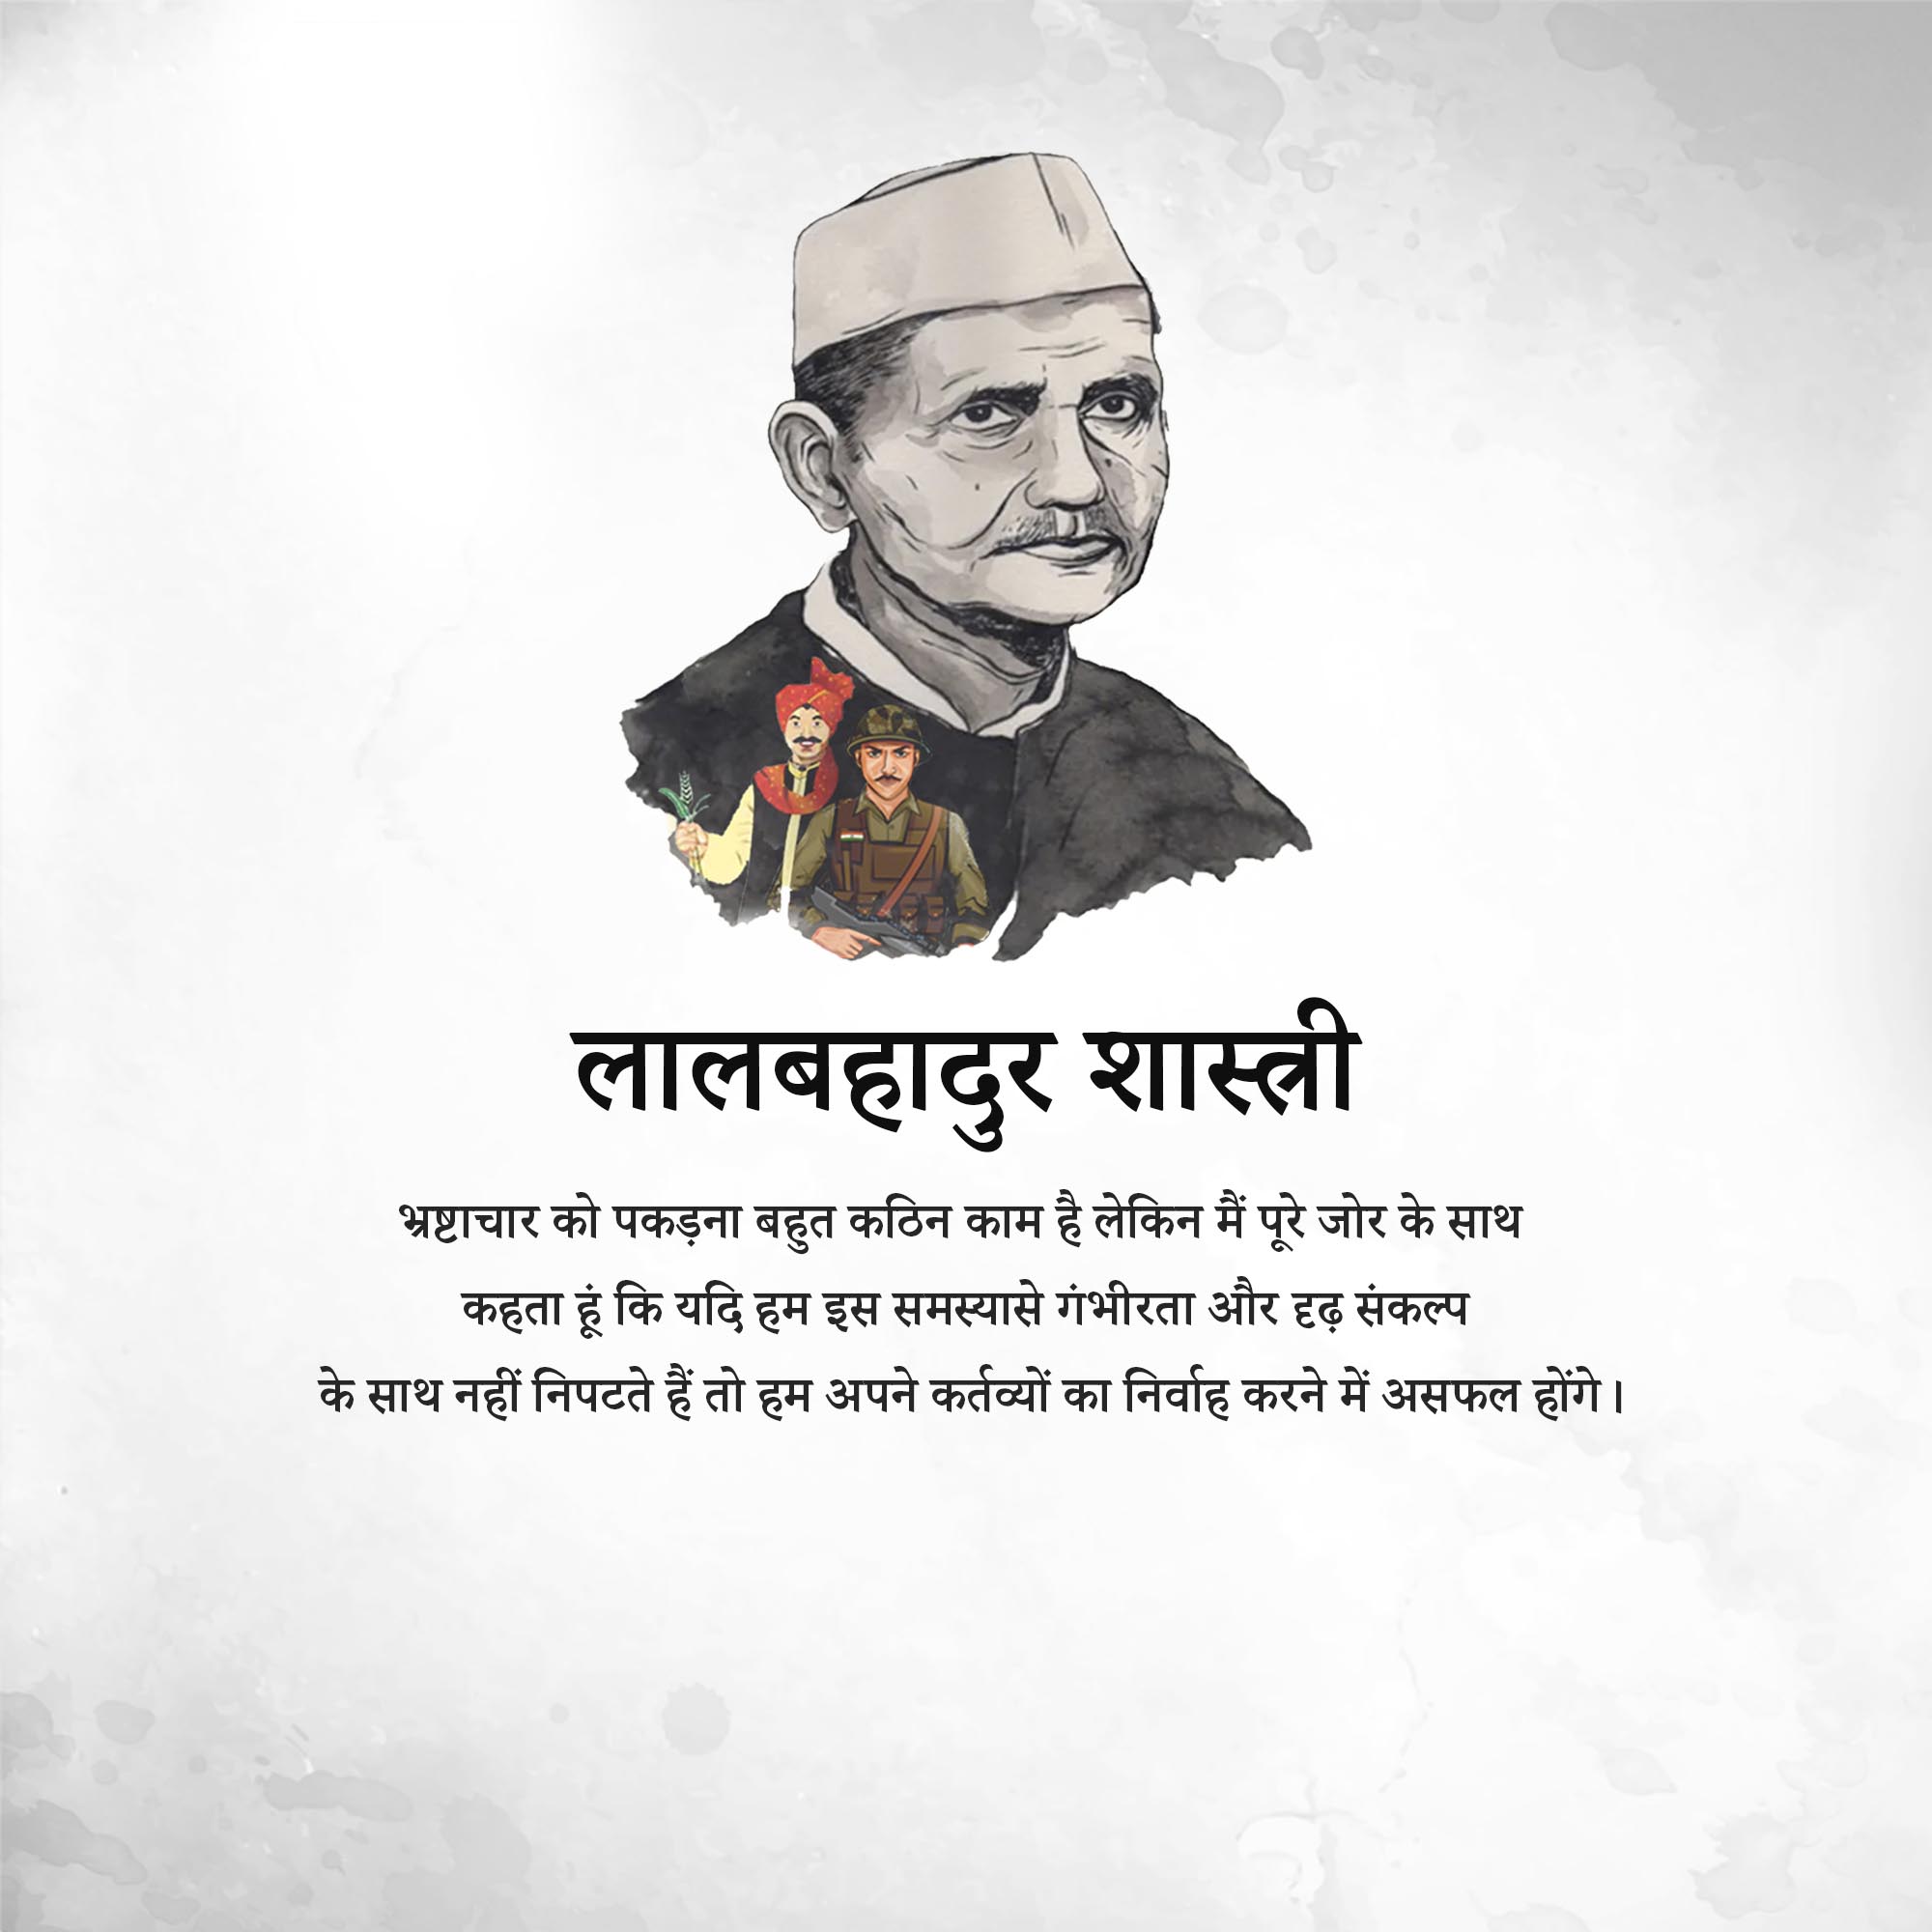 लालबहादुर शास्त्री
भ्रष्टाचार को पकड़ना बहुत कठिन काम है लेकिन मैं पूरे जोर के साथ
कहता हूं कि यदि हम इस समस्यासे गंभीरता और दृढ़ संकल्प
के साथ नहीं निपटते हैं तो हम अपने कर्तव्यों का निर्वाह करने में असफल होंगे।